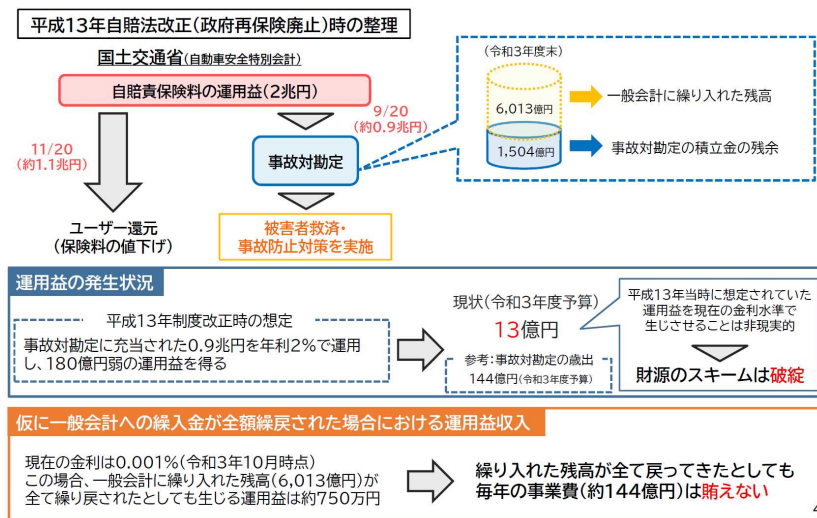 平成13年自賠法改正(政府再保険廃止)時の整理
国土交通省(自動車安全特別会計)
自賠責保険料の運用益(2兆円)
11/20
(約1.1兆円)
9/20
(約0.9兆円)
事故対勘定
ユーザー還元
(保険料の値下げ)
被害者救済・
事故防止対策を実施
(令和3年度末)
6,013億円
一般会計に繰り入れた残高
1,504億円
事故対勘定の積立金の残余
運用益の発生状況
平成13年制度改正時の想定
事故対勘定に充当された0.9兆円を年利2%で運用
し、180億円弱の運用益を得る
現状(令和3年度予算)
13億円
参考:事故対勘定の歳出
144億円(令和3年度予算)
平成13年当時に想定されていた
運用益を現在の金利水準で
生じさせることは非現実的
財源のスキームは破綻
仮に一般会計への繰入金が全額繰戻された場合における運用益収入
現在の金利は0.001%(令和3年10月時点)
この場合、一般会計に繰り入れた残高(6,013億円)が
全て繰り戻されたとしても生じる運用益は約750万円
繰り入れた残高が全て戻ってきたとしても
毎年の事業費(約144億円)は賄えない
4